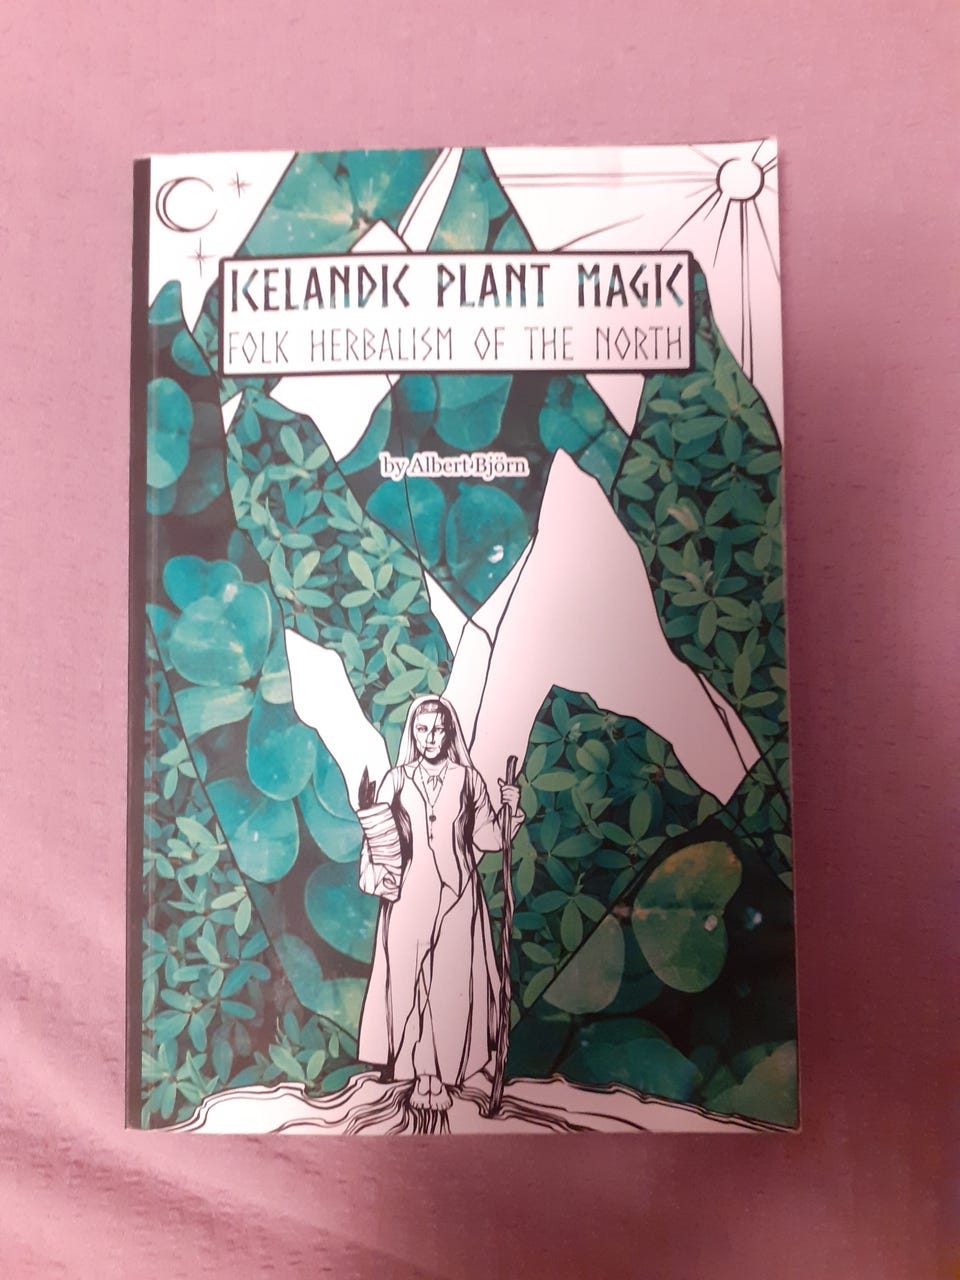 ICELANDIC PLANT MAGIC
FOLK HERBALISM OF THE NORTH
by Albert Björn